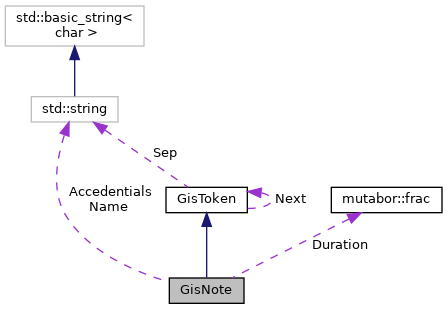 std::basic_string<
char >
std::string
Sep
Accedentials
Name
GisToken
Next
mutabor::frac
Duration
GisNote